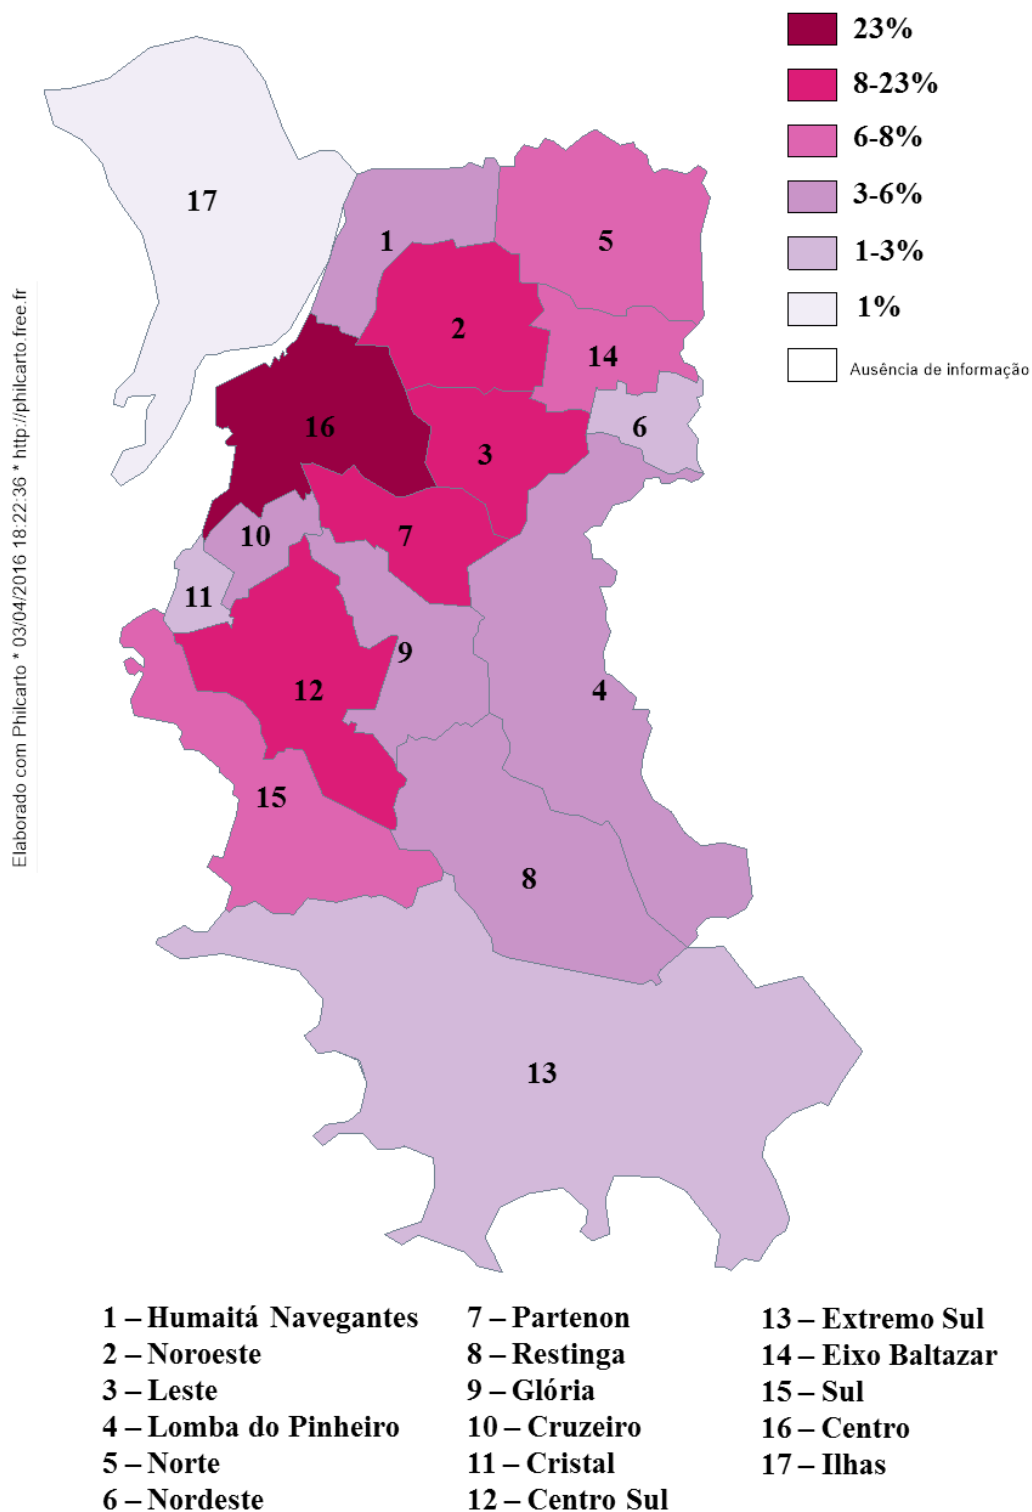 23%
8-23%
6-8%
3-6%
1-3%
1%
Ausência de informação
17
1
5
2
14
16
3
6
7
10
11
9
12
4
15
8
13
Elaborado com Philcarto * 03/04/2016 18:22:36 * http://philcarto.free.fr
1 – Humaitá Navegantes
2 – Noroeste
3 – Leste
4 – Lomba do Pinheiro
5 – Norte
6 – Nordeste
7 – Partenon
8 – Restinga
9 – Glória
10 – Cruzeiro
11 – Cristal
12 – Centro Sul
13 – Extremo Sul
14 – Eixo Baltazar
15 – Sul
16 – Centro
17 – Ilhas